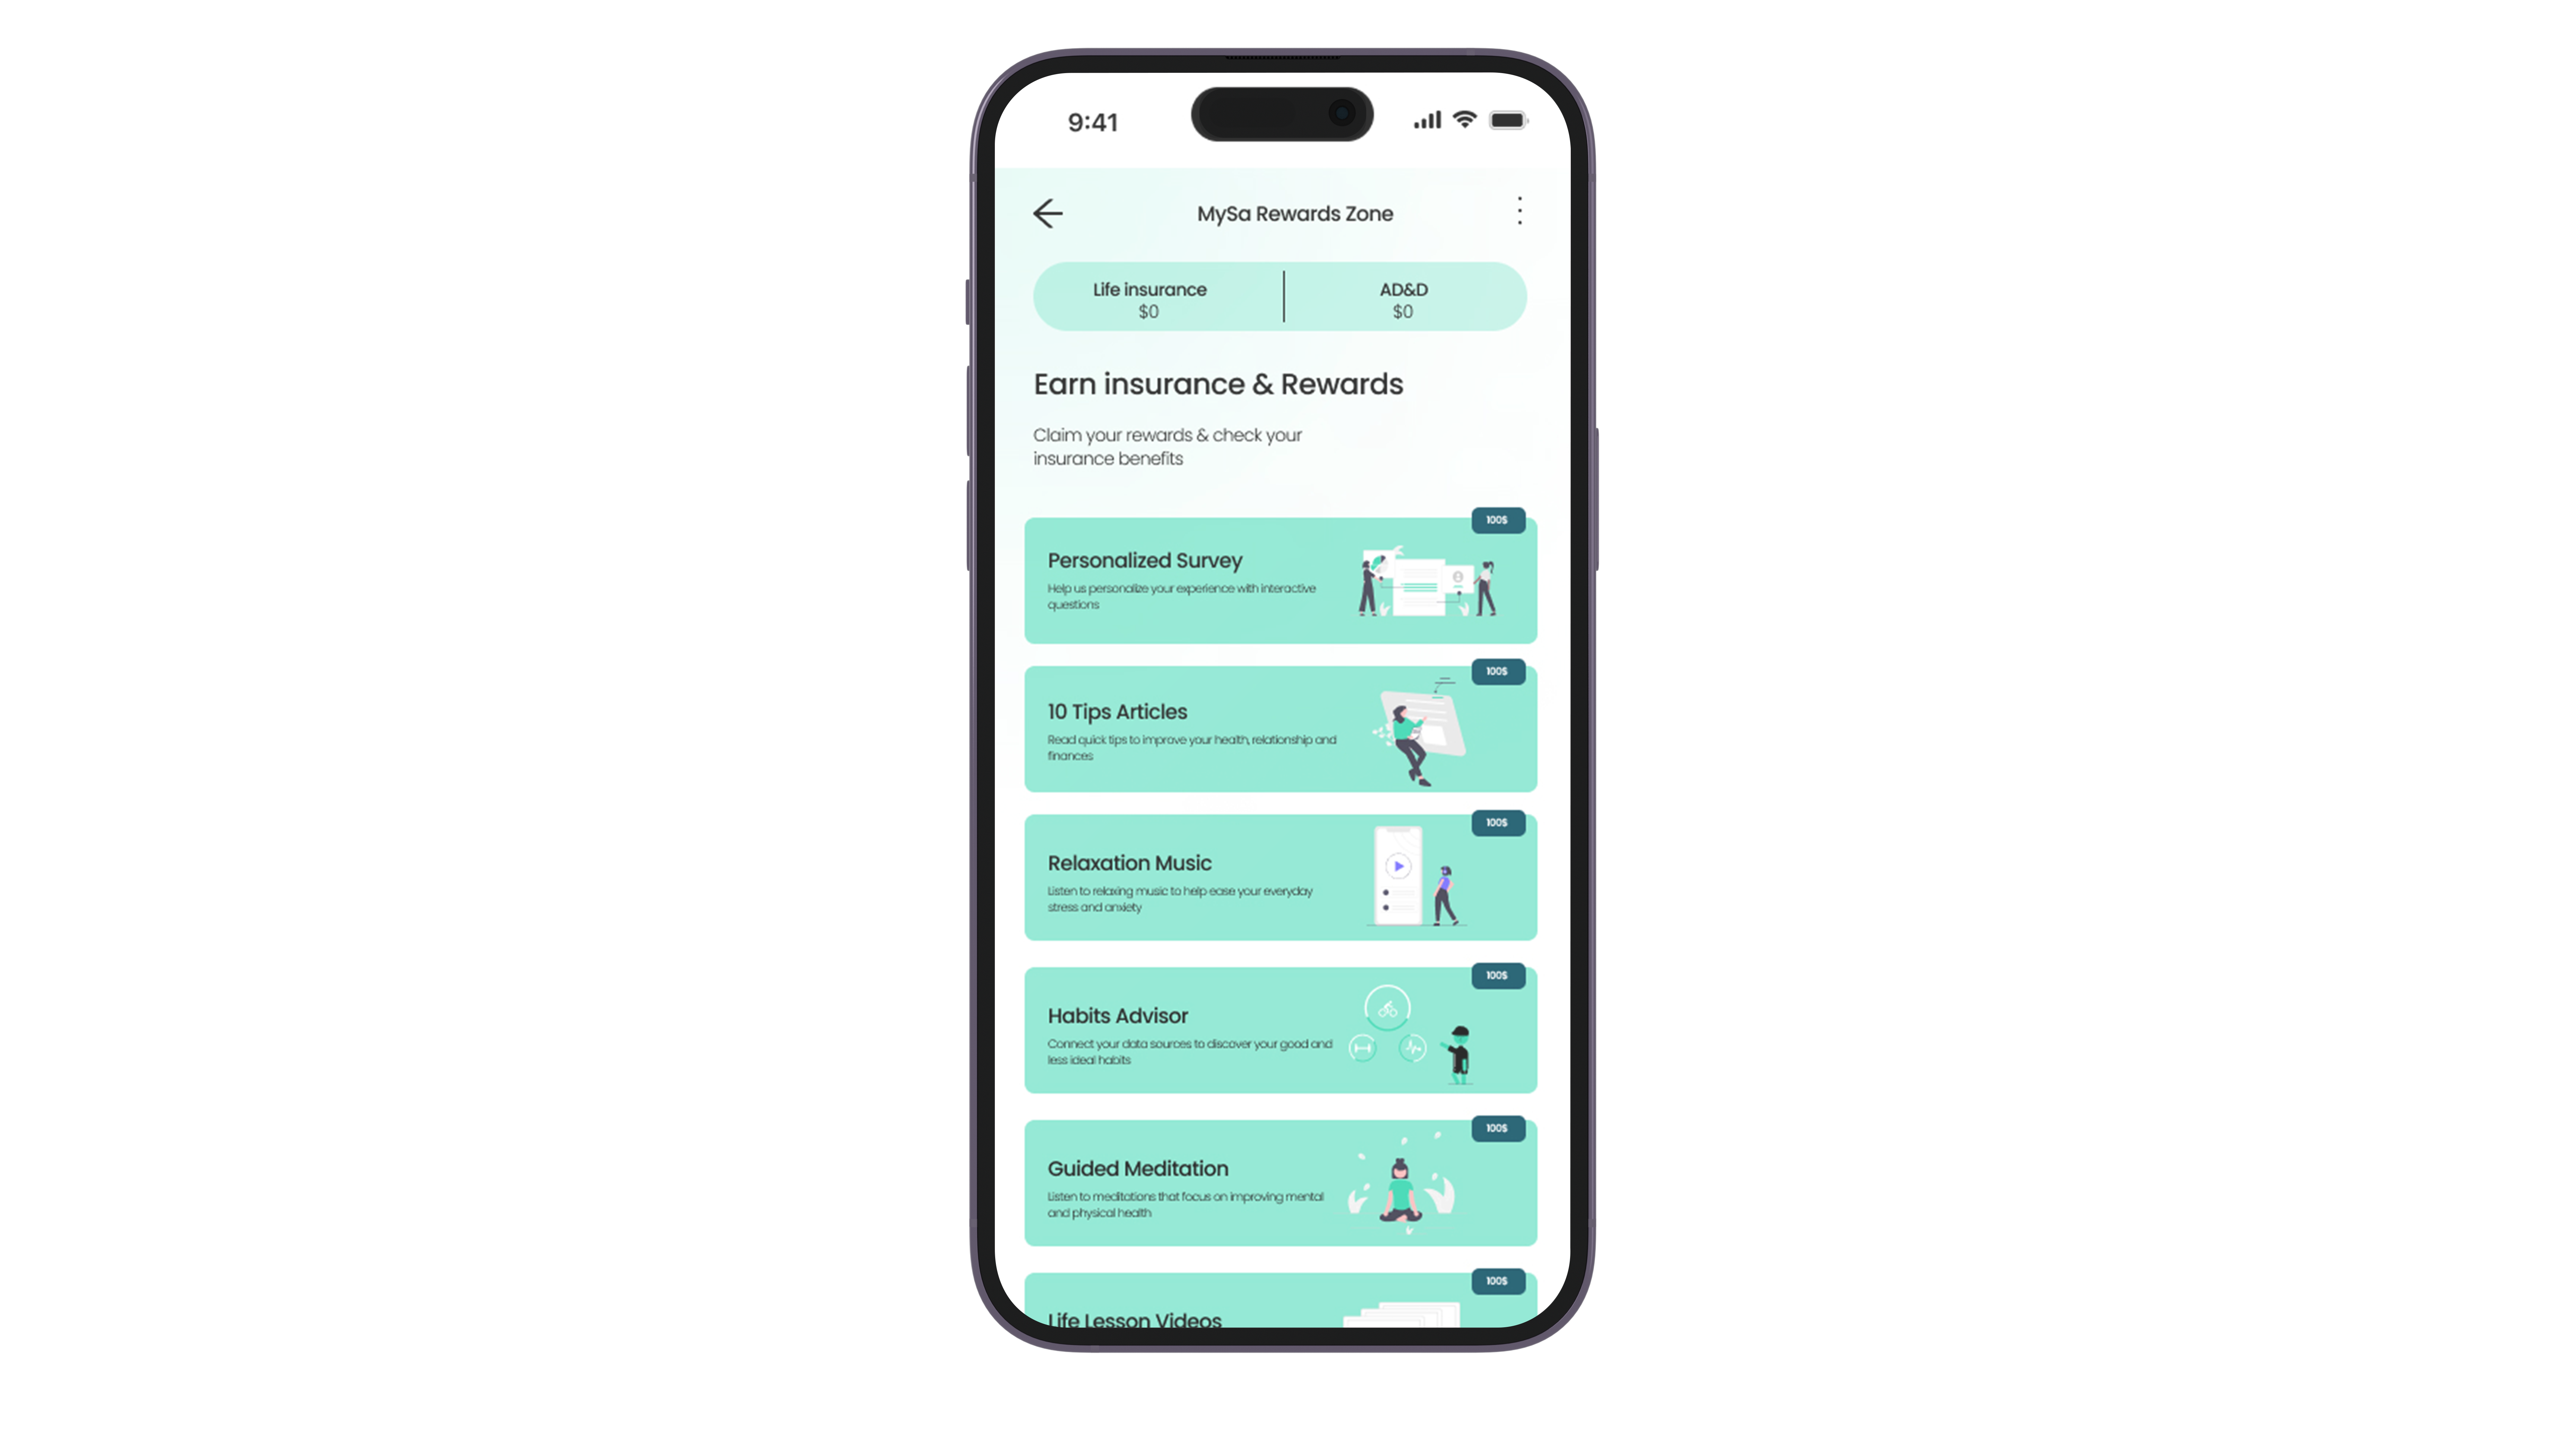 9:41
MySa Rewards Zone
Life insurance
$0
AD&D
$0
Earn insurance & Rewards
Claim your rewards & check your
insurance benefits
100$
Personalized Survey
Help us personalize your experience with interactive
questions
100$
10 Tips Articles
Read quick tips to improve your health, relationship and
finances
100$
Relaxation Music
Listen to relaxing music to help ease your everyday
stress and anxiety
100$
Habits Advisor
Connect your data sources to discover your good and
less ideal habits
100$
Guided Meditation
Listen to meditations that focus on improving mental
and physical health
100$
Life Lesson Videos